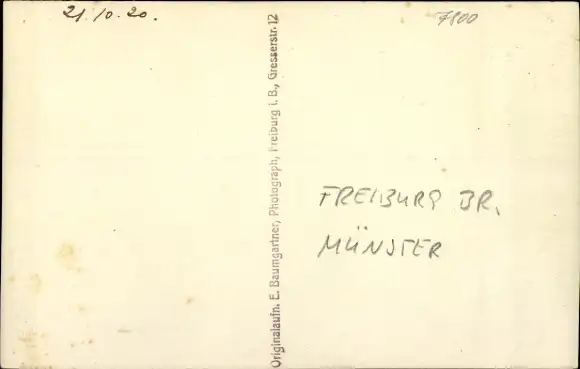 21.10.20.
7800
Originalaufn. E. Baumgartner, Photograph, Freiburg i. B., Gresserstr. 12
FREIBURG BR.
MÜNSTER